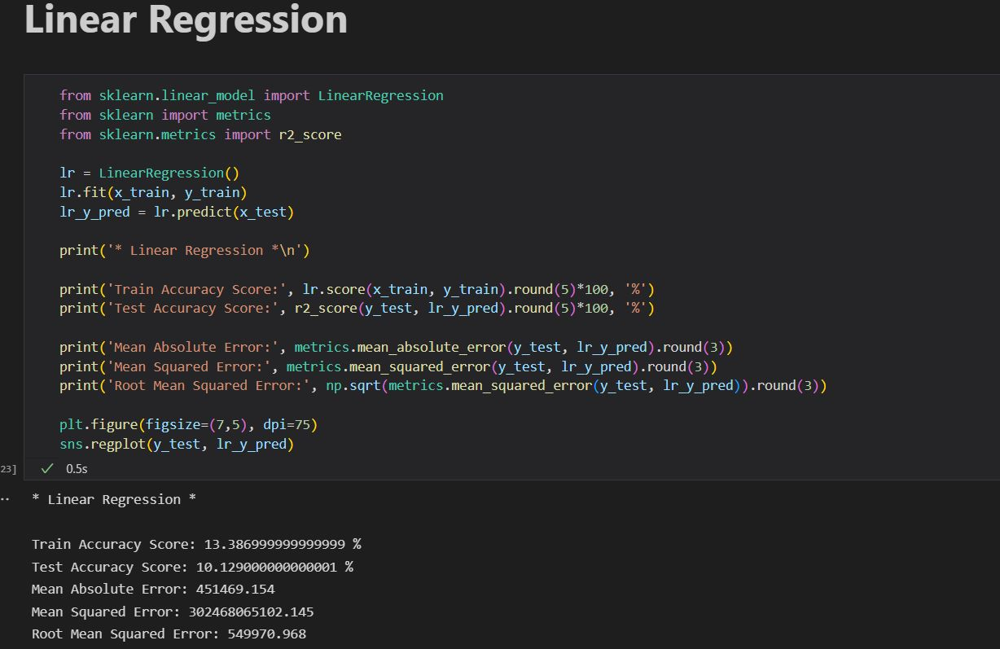 Linear Regression
from sklearn.linear_model import LinearRegression
from sklearn import metrics
from sklearn.metrics import r2_score
lr = LinearRegression()
lr.fit(x_train, y_train)
lr_y_pred = lr.predict(x_test)
print('* Linear Regression *\n')
print('Train Accuracy Score:', lr.score(x_train, y_train).round(5)*100, '%')
print('Test Accuracy Score:', r2_score(y_test, lr_y_pred).round(5)*100, '%')
print('Mean Absolute Error:', metrics.mean_absolute_error(y_test, lr_y_pred).round(3))
print('Mean Squared Error:', metrics.mean_squared_error(y_test, lr_y_pred).round(3))
print('Root Mean Squared Error:', np.sqrt(metrics.mean_squared_error(y_test, lr_y_pred)).round(3))
plt.figure(figsize=(7,5), dpi=75)
sns.regplot(y_test, lr_y_pred)
23] ✓ 0.5s
* Linear Regression *
Train Accuracy Score: 13.386999999999999 %
Test Accuracy Score: 10.129000000000001 %
Mean Absolute Error: 451469.154
Mean Squared Error: 302468065102.145
Root Mean Squared Error: 549970.968